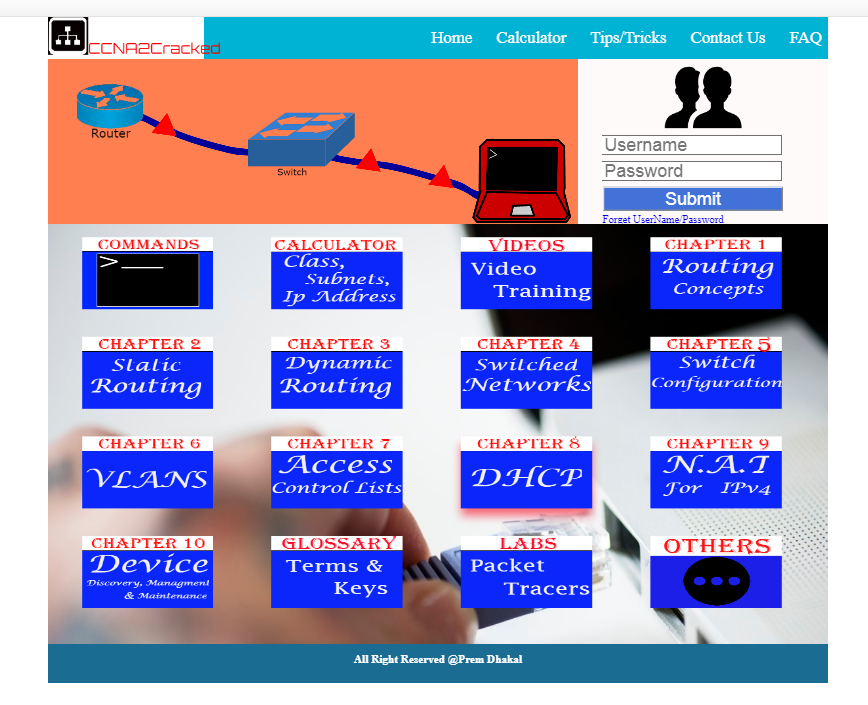 CCNA2Cracked
Home Calculator Tips/Tricks Contact Us FAQ
Router
Switch
>
Username
Password
Submit
Forget UserName/Password
COMMANDS
>__
CALCULATOR
Class,
Subnets,
Ip Address
VIDEOS
Video
Training
CHAPTER 1
Routing
Concepts
CHAPTER 2
Static
Routing
CHAPTER 3
Dynamic
Routing
CHAPTER 4
Switched
Networks
CHAPTER 5
Switch
Configuration
CHAPTER 6
VLANS
CHAPTER 7
Access
Control Lists
CHAPTER 8
DHCP
CHAPTER 9
N.A.T
For IPv4
CHAPTER 10
Device
Discovery, Managment
& Maintenance
GLOSSARY
Terms &
Keys
LABS
Packet
Tracers
OTHERS
All Right Reserved @Prem Dhakal